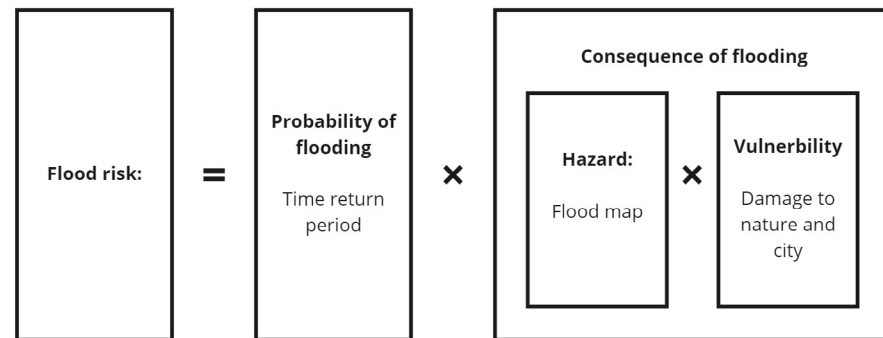 Flood risk:
=
Probability of
flooding
Time return
period
×
Consequence of flooding
Hazard:
Flood map
×
Vulnerbility
Damage to
nature and
city